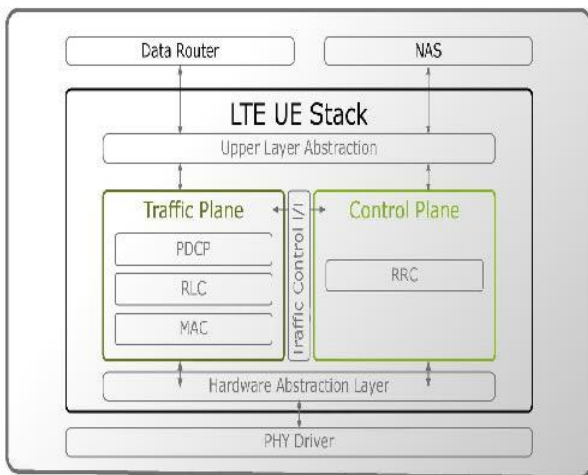 Data Router
NAS
LTE UE Stack
Upper Layer Abstraction
Traffic Plane
Traffic Control I/I
Control Plane
PDCP
RLC
MAC
RRC
Hardware Abstraction Layer
PHY Driver